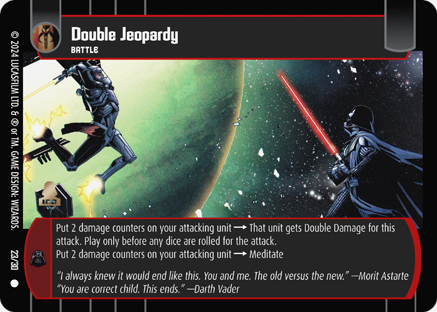 Double Jeopardy
BATTLE
Put 2 damage counters on your attacking unit → That unit gets Double Damage for this
attack. Play only before any dice are rolled for the attack.
Put 2 damage counters on your attacking unit → Meditate
“I always knew it would end like this. You and me. The old versus the new.” —Morit Astarte
“You are correct child. This ends.” —Darth Vader
© 2024 LUCASFILM LTD. & ® or TM. GAME DESIGN: WIZARDS.